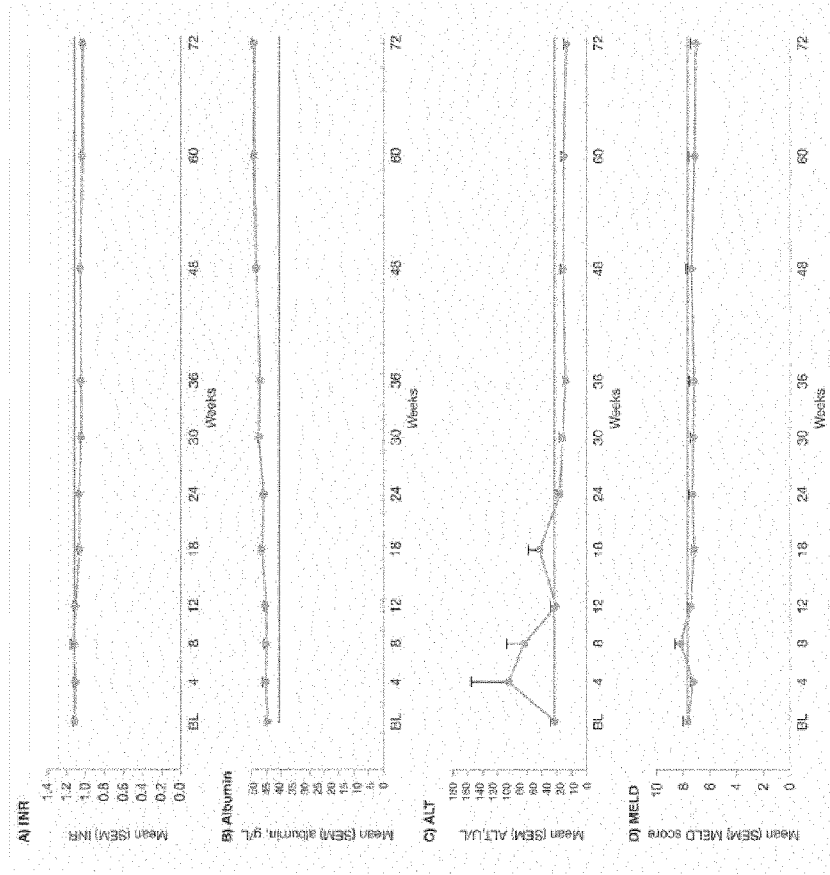 A) INR
Mean (SEM) INR
1.4
1.2
1.0
0.8
0.6
0.4
0.2
0.0
BL 4 8 12 18 24 30 36 48 60 72
Weeks
B) Albumin
Mean (SEM) albumin, g/L
50
45
40
35
30
25
20
15
10
5
0
BL 4 8 12 18 24 30 36 48 60 72
Weeks
C) ALT
Mean (SEM) ALT,U/L
180
160
140
120
100
80
60
40
20
0
BL 4 8 12 18 24 30 36 48 60 72
Weeks
D) MELD
Mean (SEM) MELD score
10
8
6
4
2
0
BL 4 8 12 18 24 30 36 48 60 72
Weeks